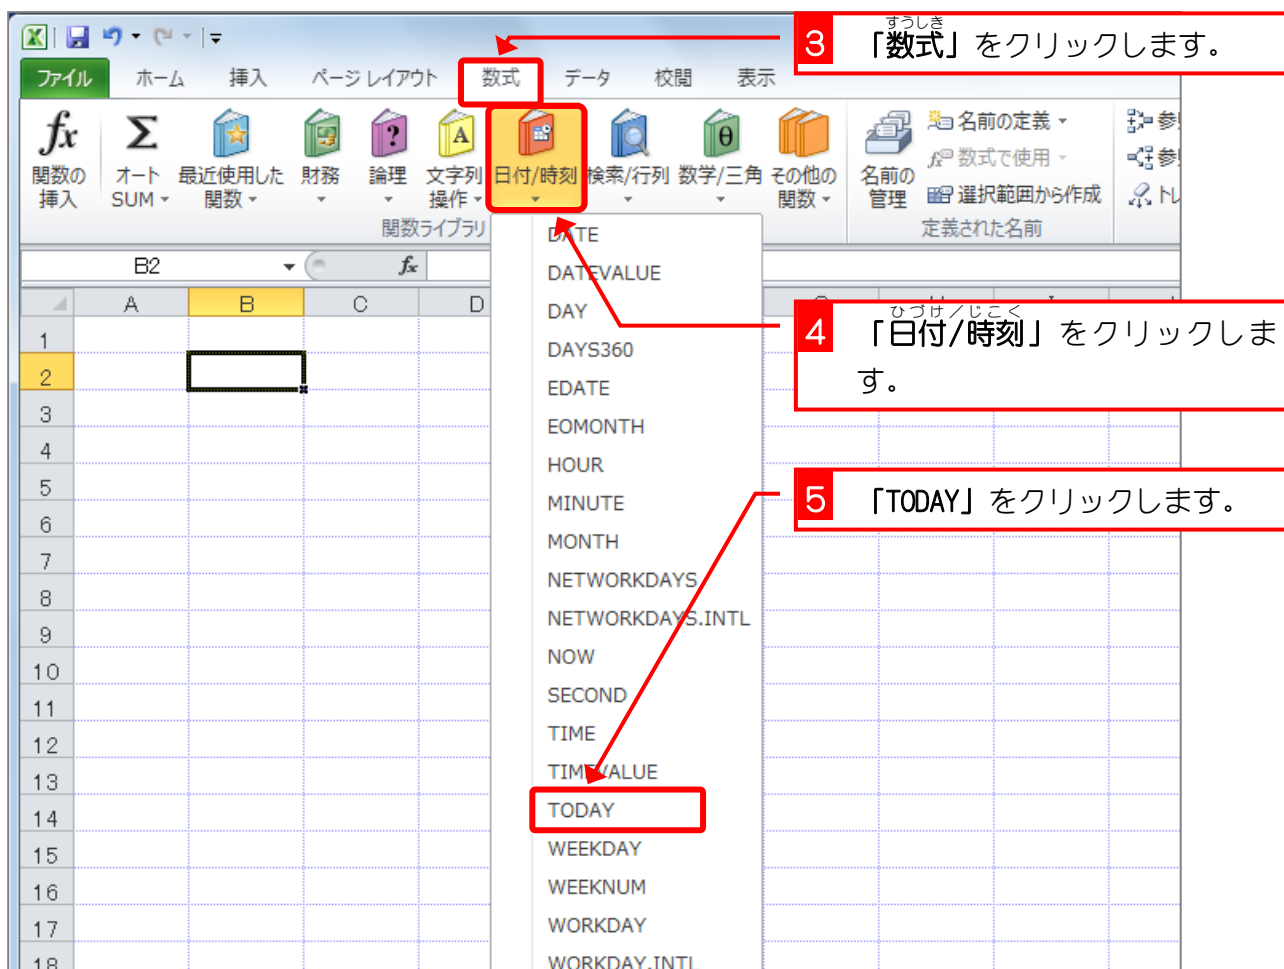 すうしき
3 「数式」をクリックします。
ファイル ホーム 挿入 ページ レイアウト 数式 データ 校閲 表示
fx Σ
関数の 挿入
オート SUM
最近使用した 関数
財務
論理
文字列 操作
日付/時刻
検索/行列
数学/三角
その他の 関数
名前の 管理
名前の定義
数式で使用
選択範囲から作成
参
参
トレ
関数ライブラリ
定義された名前
B2
fx
A B C D
DATE
DATEVALUE
DAY
DAYS360
EDATE
EOMONTH
HOUR
MINUTE
MONTH
NETWORKDAYS
NETWORKDAYS.INTL
NOW
SECOND
TIME
TIMEVALUE
TODAY
WEEKDAY
WEEKNUM
WORKDAY
WORKDAY.INTL
ひづけ/じこく
4 「日付/時刻」をクリックしま
す。
5 「TODAY」をクリックします。
1
2
3
4
5
6
7
8
9
10
11
12
13
14
15
16
17
18